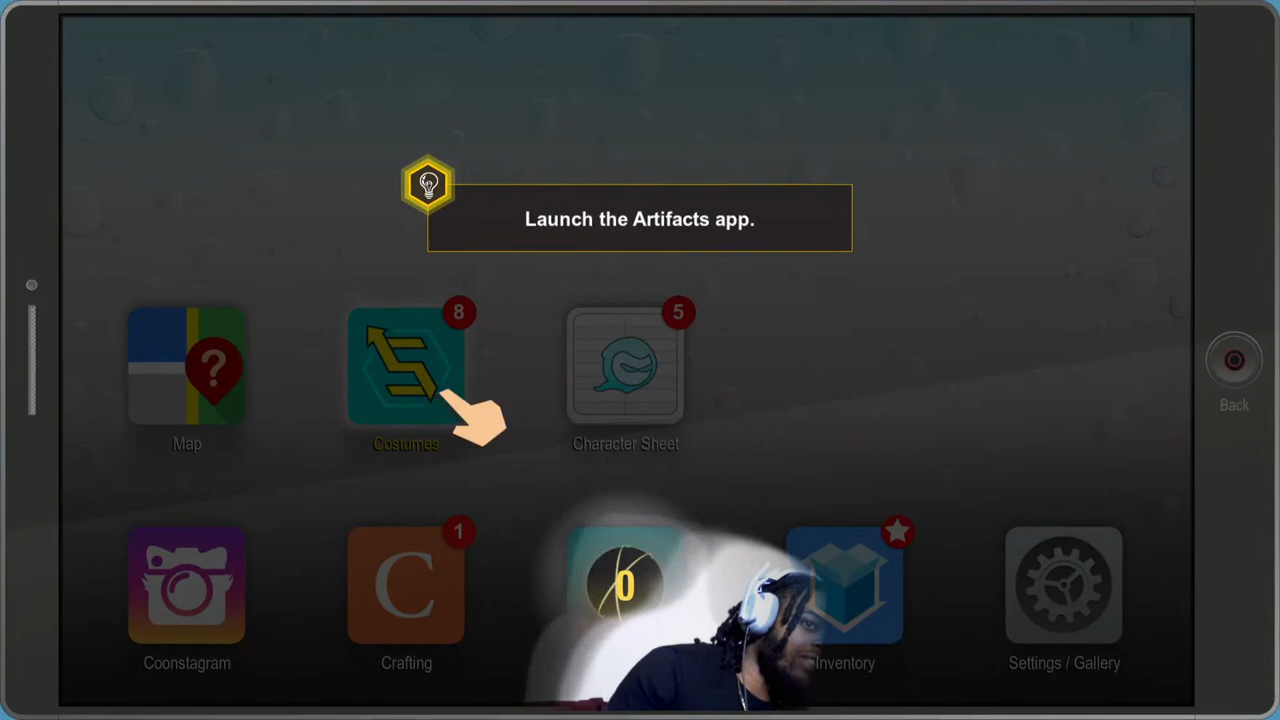 Launch the Artifacts app.
8
5
?
Map
Costumes
Character Sheet
Back
1
C
0
Coonstagram
Crafting
Inventory
Settings / Gallery